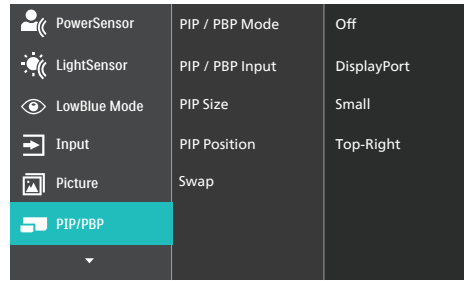 PowerSensor PIP / PBP Mode Off
LightSensor PIP / PBP Input DisplayPort
LowBlue Mode PIP Size Small
Input PIP Position Top-Right
Picture Swap
PIP/PBP